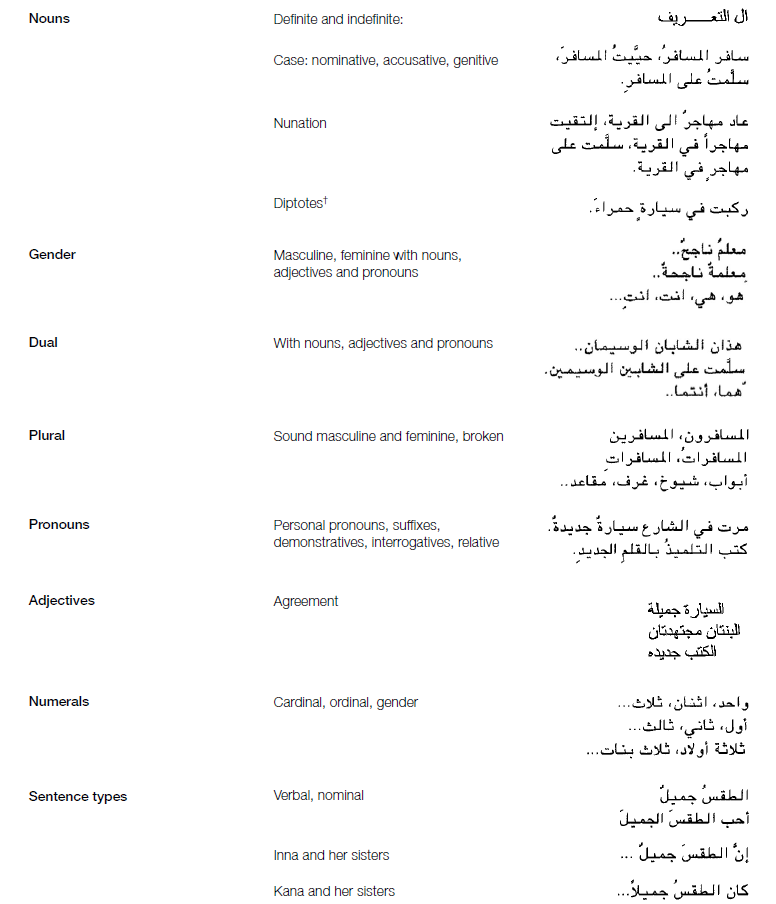 Nouns
Definite and indefinite:
ال التعـــريف
Case: nominative, accusative, genitive
سافر المسافرُ، حيَّيتُ المسافرَ،
سلَّمتُ على المسافرِ.
Nunation
عاد مهاجرٌ الى القرية، إلتقيت
مهاجراً في القرية، سلَّمت على
مهاجرٍ في القرية.
Diptotes†
ركبت في سيارةٍ حمراءَ.
Gender
Masculine, feminine with nouns,
adjectives and pronouns
معلمٌ ناجحٌ..
معلمةٌ ناجحةٌ..
هو، هي، انت، انتِ...
Dual
With nouns, adjectives and pronouns
هذان الشابان الوسيمان..
سلَّمت على الشابين الوسيمين.
هما، أنتما..
Plural
Sound masculine and feminine, broken
المسافرون، المسافرين
المسافراتُ، المسافراتِ
أبواب، شيوخ، غرف، مقاعد..
Pronouns
Personal pronouns, suffixes,
demonstratives, interrogatives, relative
مرت في الشارع سيارةٌ جديدةٌ.
كتب التلميذُ بالقلمِ الجديدِ.
Adjectives
Agreement
السيارة جميلة
البنتان مجتهدتان
الكتب جديده
Numerals
Cardinal, ordinal, gender
واحد، اثنان، ثلاث...
أول، ثاني، ثالث...
ثلاثة أولاد، ثلاث بنات...
Sentence types
Verbal, nominal
الطقسُ جميلٌ
أحب الطقسَ الجميلَ
Inna and her sisters
إنَّ الطقسَ جميلٌ ...
Kana and her sisters
كان الطقسُ جميلاً...